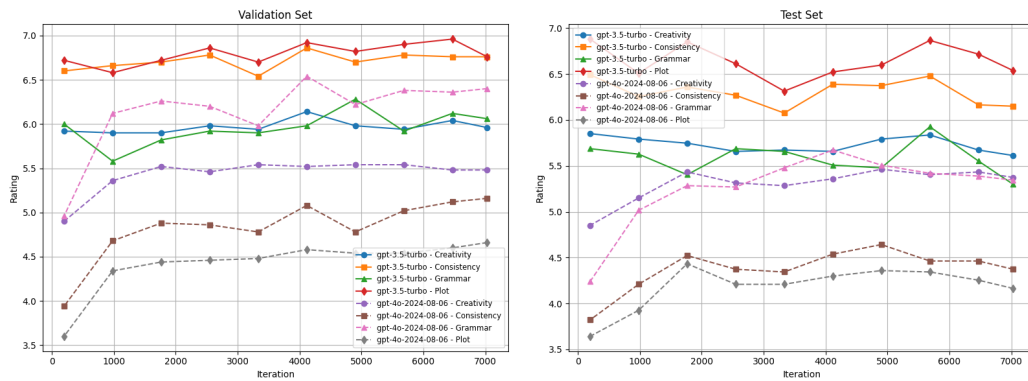 Validation Set
7.0
6.5
6.0
5.5
5.0
4.5
4.0
3.5
Rating
0 1000 2000 3000 4000 5000 6000 7000
Iteration
gpt-3.5-turbo - Creativity
gpt-3.5-turbo - Consistency
gpt-3.5-turbo - Grammar
gpt-3.5-turbo - Plot
gpt-4o-2024-08-06 - Creativity
gpt-4o-2024-08-06 - Consistency
gpt-4o-2024-08-06 - Grammar
gpt-4o-2024-08-06 - Plot
Test Set
7.0
6.5
6.0
5.5
5.0
4.5
4.0
3.5
Rating
0 1000 2000 3000 4000 5000 6000 7000
Iteration
gpt-3.5-turbo - Creativity
gpt-3.5-turbo - Consistency
gpt-3.5-turbo - Grammar
gpt-3.5-turbo - Plot
gpt-4o-2024-08-06 - Creativity
gpt-4o-2024-08-06 - Consistency
gpt-4o-2024-08-06 - Grammar
gpt-4o-2024-08-06 - Plot